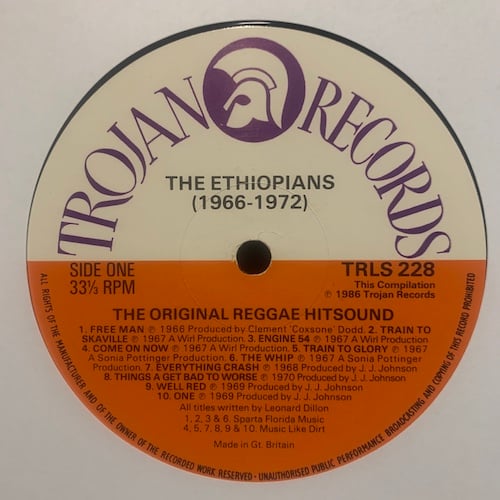 TROJAN RECORDS
THE ETHIOPIANS
(1966-1972)
SIDE ONE
33⅓ RPM
TRLS 228
This Compilation
℗ 1986 Trojan Records
THE ORIGINAL REGGAE HITSOUND
1. FREE MAN ℗ 1966 Produced by Clement 'Coxsone' Dodd. 2. TRAIN TO
SKAVILLE ℗ 1967 A Wirl Production. 3. ENGINE 54 ℗ 1967 A Wirl Production
4. COME ON NOW ℗ 1967 A Wirl Production. 5. TRAIN TO GLORY ℗ 1967
A Sonia Pottinger Production. 6. THE WHIP ℗ 1967 A Sonia Pottinger
Production. 7. EVERYTHING CRASH ℗ 1968 Produced by J. J. Johnson
8. THINGS A GET BAD TO WORSE ℗ 1970 Produced by J. J. Johnson
9. WELL RED ℗ 1969 Produced by J. J. Johnson
10. ONE ℗ 1969 Produced by J. J. Johnson
All titles written by Leonard Dillon
1, 2, 3 & 6. Sparta Florida Music
4, 5, 7, 8, 9 & 10. Music Like Dirt
Made in Gt. Britain
ALL RIGHTS OF THE MANUFACTURER AND OF THE OWNER OF THE RECORDED WORK RESERVED - UNAUTHORISED PUBLIC PERFORMANCE BROADCASTING AND COPYING OF THIS RECORD PROHIBITED